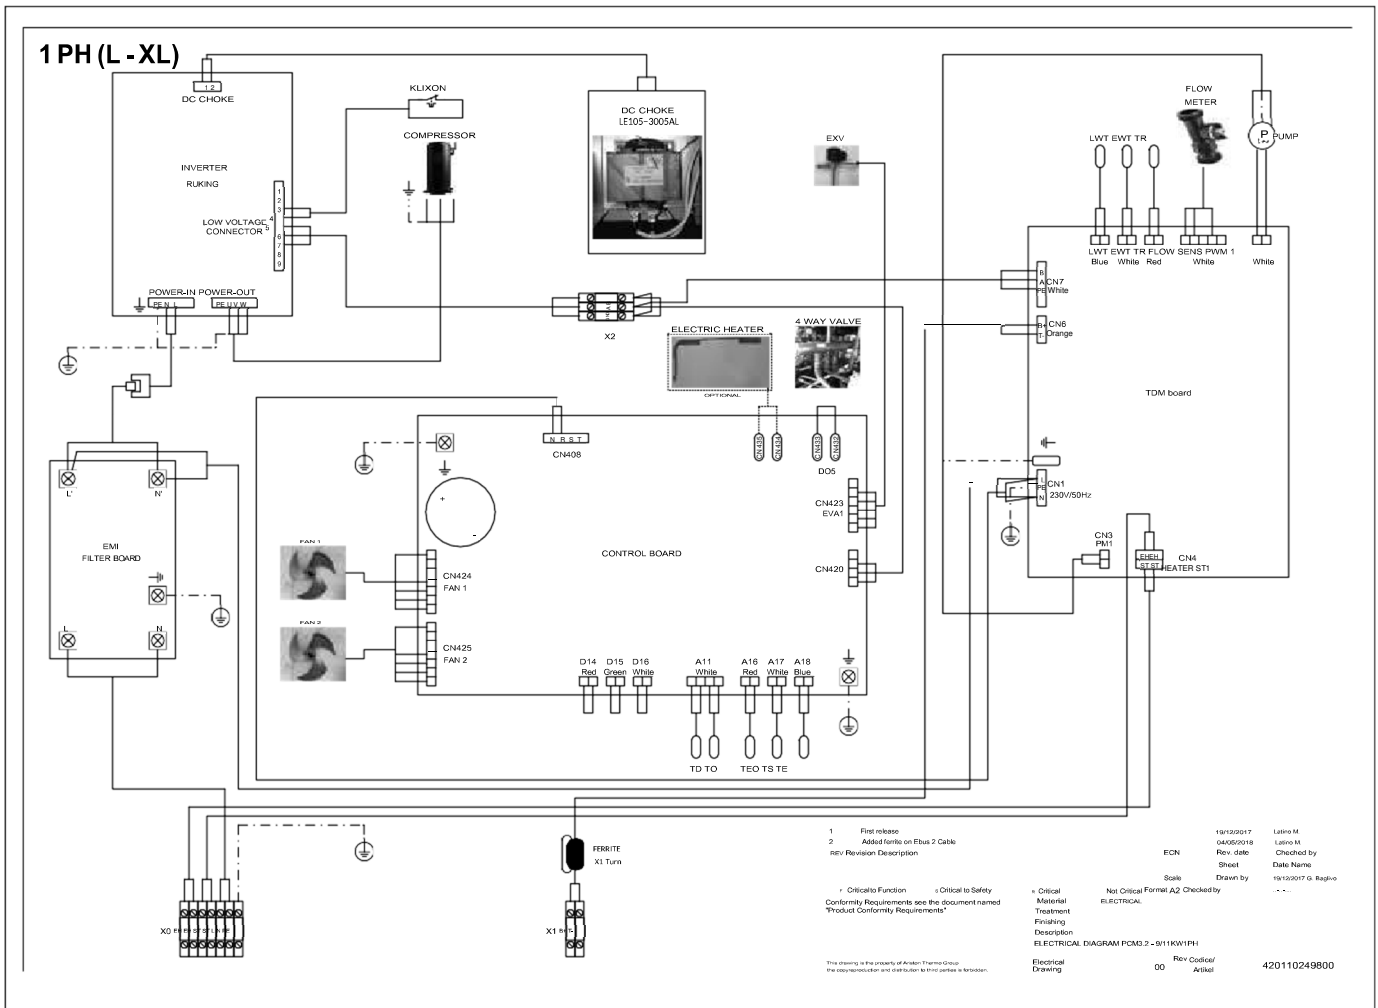 1 PH (L - XL)
1 2
DC CHOKE
KLIXON
COMPRESSOR
DC CHOKE
LE105-3005AL
EXV
FLOW
METER
P
PUMP
LWT EWT TR
INVERTER
RUKING
1
2
3
4
5
6
7
8
9
LOW VOLTAGE
CONNECTOR
POWER-IN POWER-OUT
PE N L
PE U V W
LWT EWT TR FLOW SENS PWM 1
Blue White Red White White
B
A
PE
CN7
White
B+
T-
CN6
Orange
X2
ELECTRIC HEATER
OPTIONAL
4 WAY VALVE
TDM board
N R S T
CN408
CN435
CN434
CN433
CN432
DO5
L'
N'
EMI
FILTER BOARD
L
N
+
-
CN423
EVA1
CONTROL BOARD
CN420
FAN 1
CN424
FAN 1
FAN 2
CN425
FAN 2
L
PE
N
CN1
230V/50Hz
CN3
PM1
EHEH
ST ST
CN4
HEATER ST1
D14 D15 D16 A11 A16 A17 A18
Red Green White White Red White Blue
TD TO
TEO TS TE
FERRITE
X1 Turn
X0
X1
1 First release 19/12/2017 Latino M.
2 Added ferrite on Ebus 2 Cable 04/05/2018 Latino M.
REV Revision Description ECN Rev. date Cheched by
Sheet Date Name
Scale Drawn by 19/12/2017 G. Baglivo
F Criticalto Function s Critical to Safety
Critical Not Critical Format A2 Checked by
Conformity Requirements see the document named
"Product Conformity Requirements"
Material ELECTRICAL
Treatment
Finishing
Description
ELECTRICAL DIAGRAM PCM3.2 - 9/11KW1PH
This drawing is the property of Ariston Thermo Group
the copyreproduction and distribution to third parties is forbidden.
Electrical
Drawing
00
Rev Codice/
Artikel
420110249800